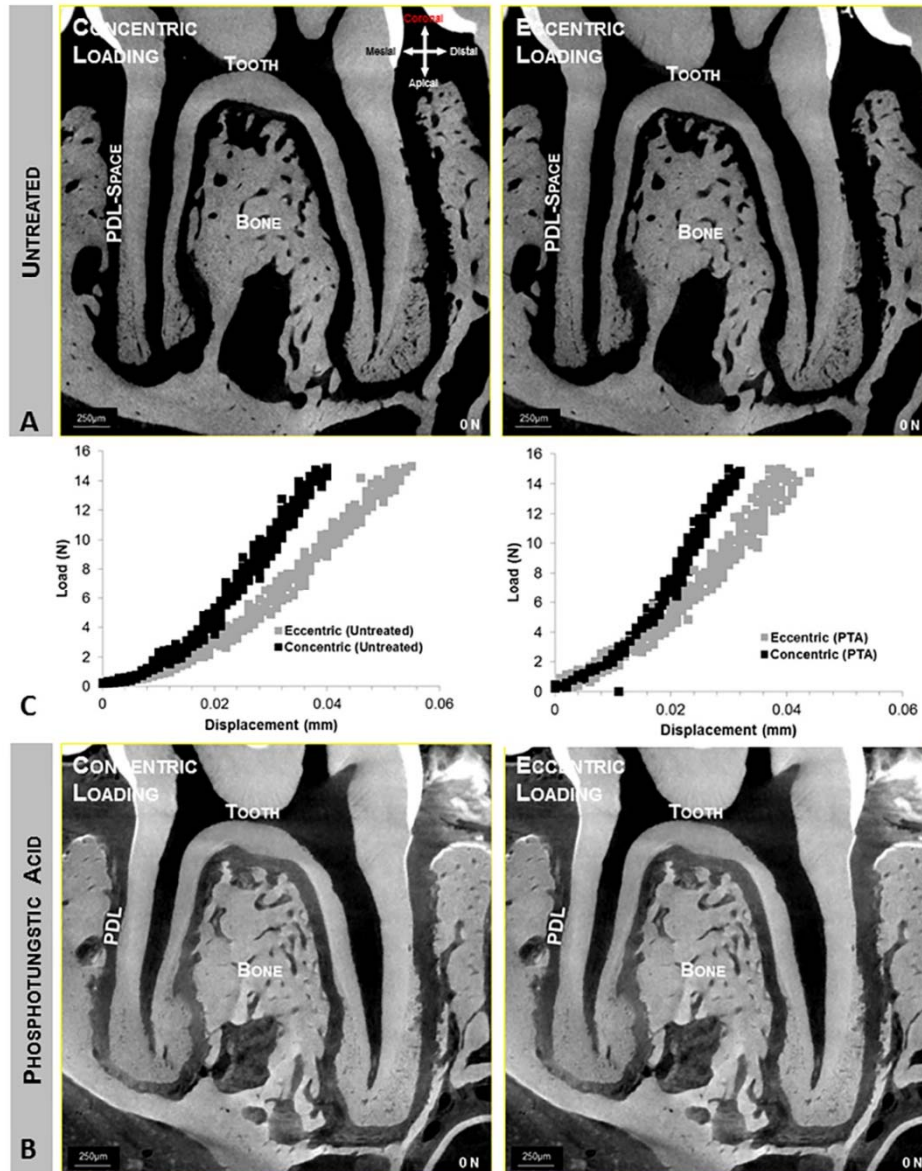 A
UNTREATED
CONCENTRIC
LOADING
TOOTH
Coronal
Mesial
Distal
Apical
PDL-SPACE
BONE
250μm
0 N
ECCENTRIC
LOADING
TOOTH
PDL-SPACE
BONE
250μm
0 N
C
16
14
12
10
8
6
4
2
0
Load (N)
Eccentric (Untreated)
Concentric (Untreated)
0
0.02
0.04
0.06
Displacement (mm)
16
14
12
10
8
6
4
2
0
Load (N)
Eccentric (PTA)
Concentric (PTA)
0
0.02
0.04
0.06
Displacement (mm)
PHOSPHOTUNGSTIC ACID
B
CONCENTRIC
LOADING
TOOTH
PDL
BONE
250μm
0 N
ECCENTRIC
LOADING
TOOTH
PDL
BONE
250μm
0 N